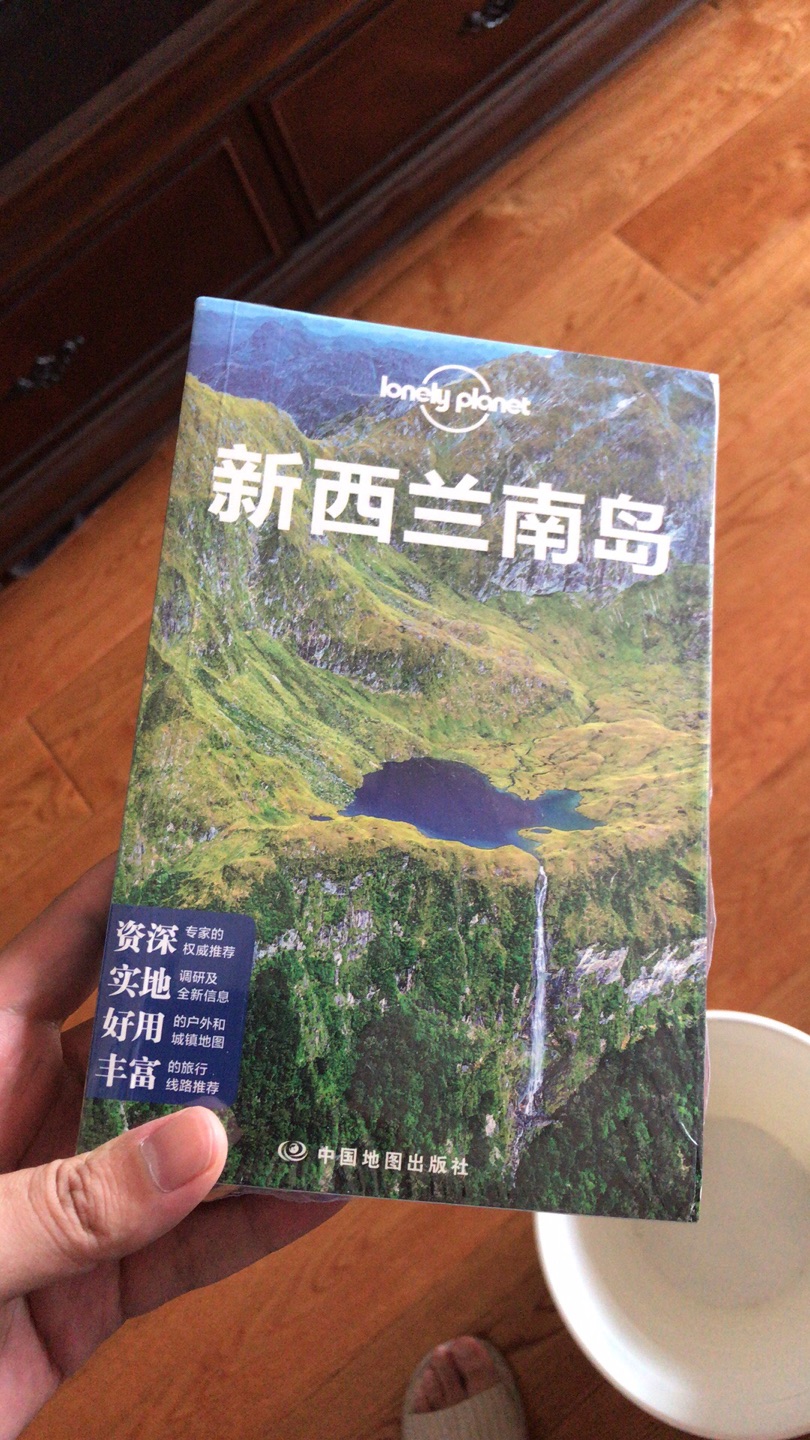 lonely planet
新西兰南岛
资深 专家的
权威推荐
实地 调研及
全新信息
好用 的户外和
城镇地图
丰富 的旅行
线路推荐
中国地图出版社